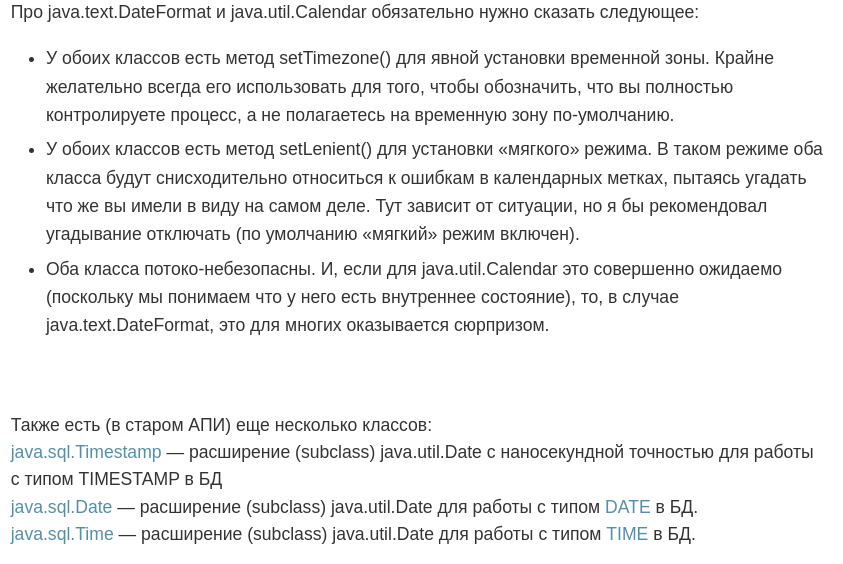 Про java.text.DateFormat и java.util.Calendar обязательно нужно сказать следующее:
• У обоих классов есть метод setTimezone() для явной установки временной зоны. Крайне
желательно всегда его использовать для того, чтобы обозначить, что вы полностью
контролируете процесс, а не полагаетесь на временную зону по-умолчанию.
• У обоих классов есть метод setLenient() для установки «мягкого» режима. В таком режиме оба
класса будут снисходительно относиться к ошибкам в календарных метках, пытаясь угадать
что же вы имели в виду на самом деле. Тут зависит от ситуации, но я бы рекомендовал
угадывание отключать (по умолчанию «мягкий» режим включен).
• Оба класса потоко-небезопасны. И, если для java.util.Calendar это совершенно ожидаемо
(поскольку мы понимаем что у него есть внутреннее состояние), то, в случае
java.text.DateFormat, это для многих оказывается сюрпризом.
Также есть (в старом АПИ) еще несколько классов:
java.sql.Timestamp — расширение (subclass) java.util.Date с наносекундной точностью для работы
с типом TIMESTAMP в БД
java.sql.Date — расширение (subclass) java.util.Date для работы с типом DATE в БД.
java.sql.Time — расширение (subclass) java.util.Date для работы с типом TIME в БД.